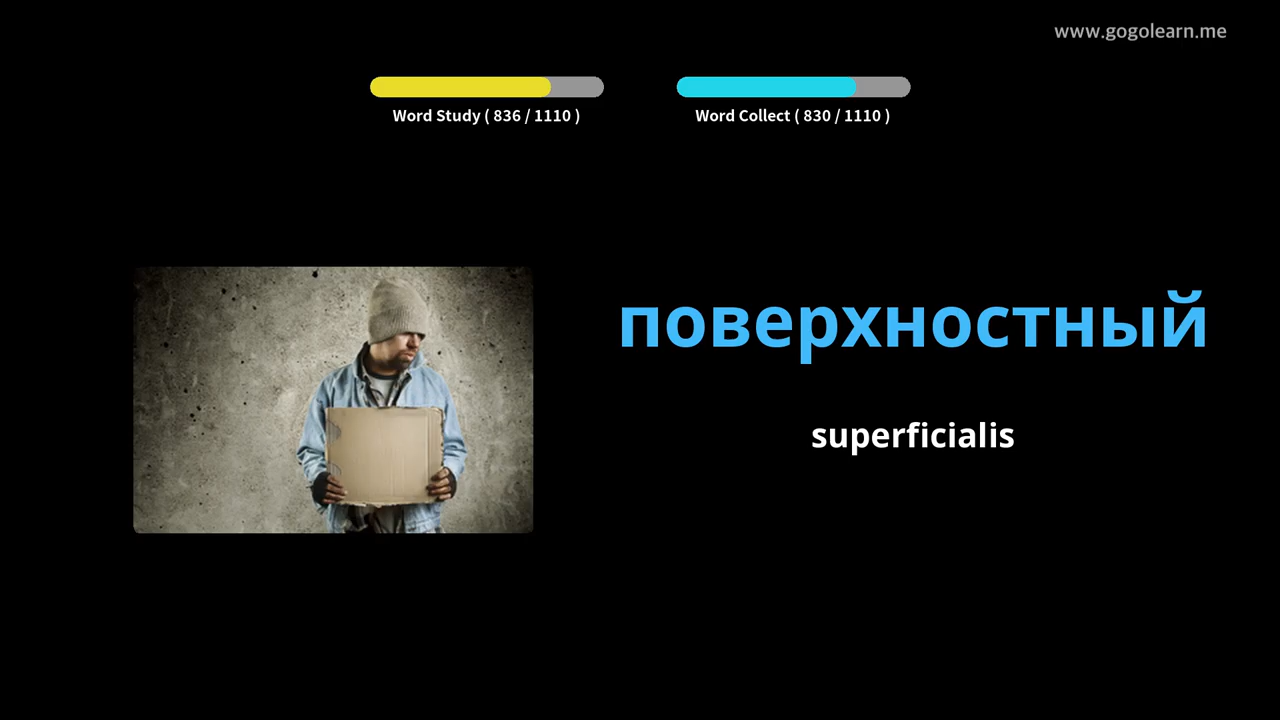 www.gogolearn.me
Word Study ( 836 / 1110 )
Word Collect ( 830 / 1110 )
поверхностный
superficialis